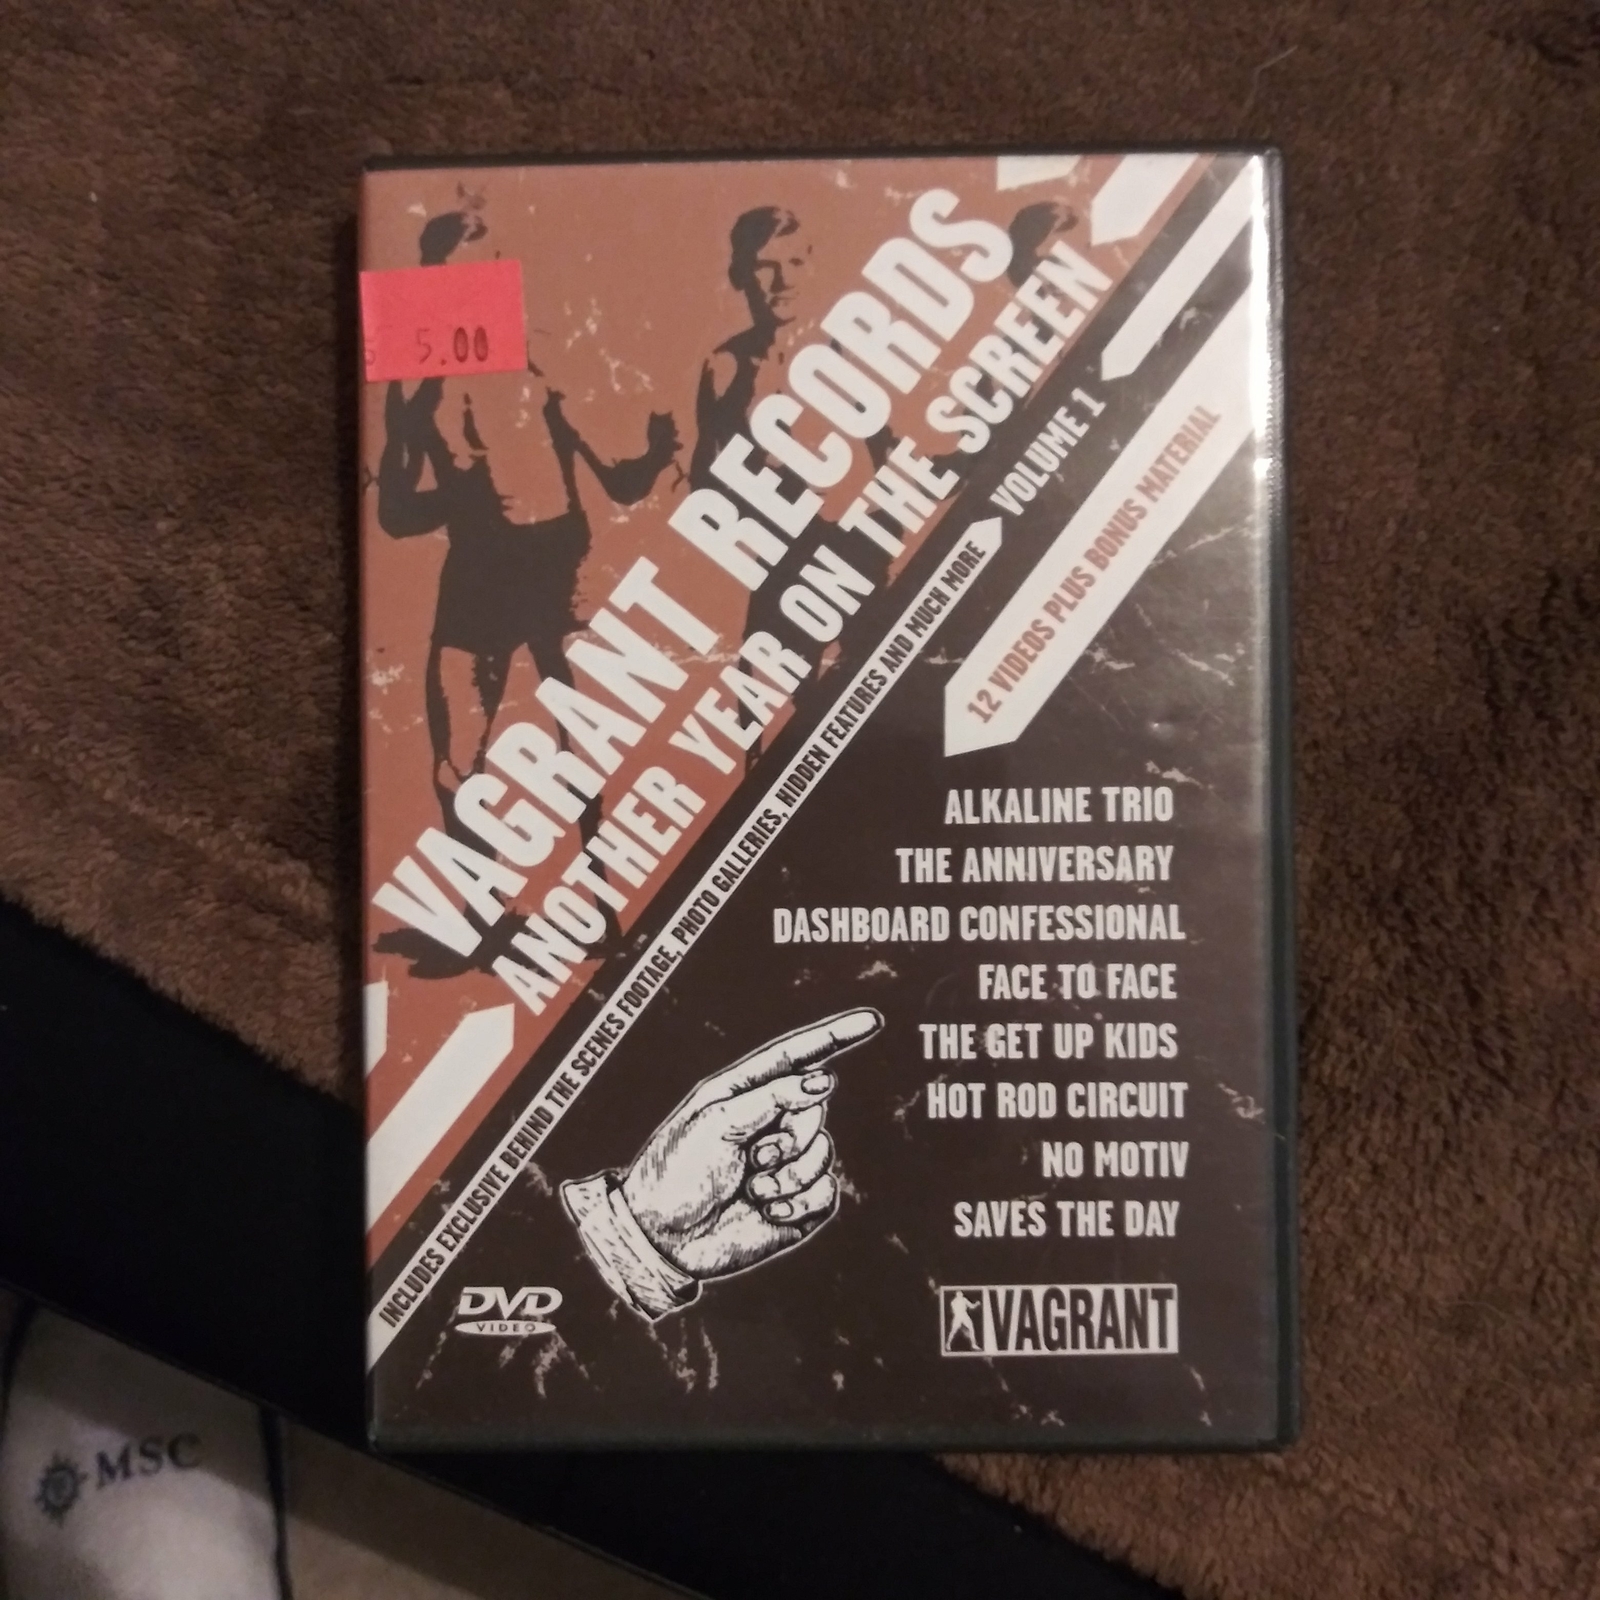 $ 5.00
VAGRANT RECORDS
ANOTHER YEAR ON THE SCREEN
INCLUDES EXCLUSIVE BEHIND THE SCENES FOOTAGE, PHOTO GALLERIES, HIDDEN FEATURES AND MUCH MORE
VOLUME 1
12 VIDEOS PLUS BONUS MATERIAL
ALKALINE TRIO
THE ANNIVERSARY
DASHBOARD CONFESSIONAL
FACE TO FACE
THE GET UP KIDS
HOT ROD CIRCUIT
NO MOTIV
SAVES THE DAY
DVD
VIDEO
VAGRANT
MSC